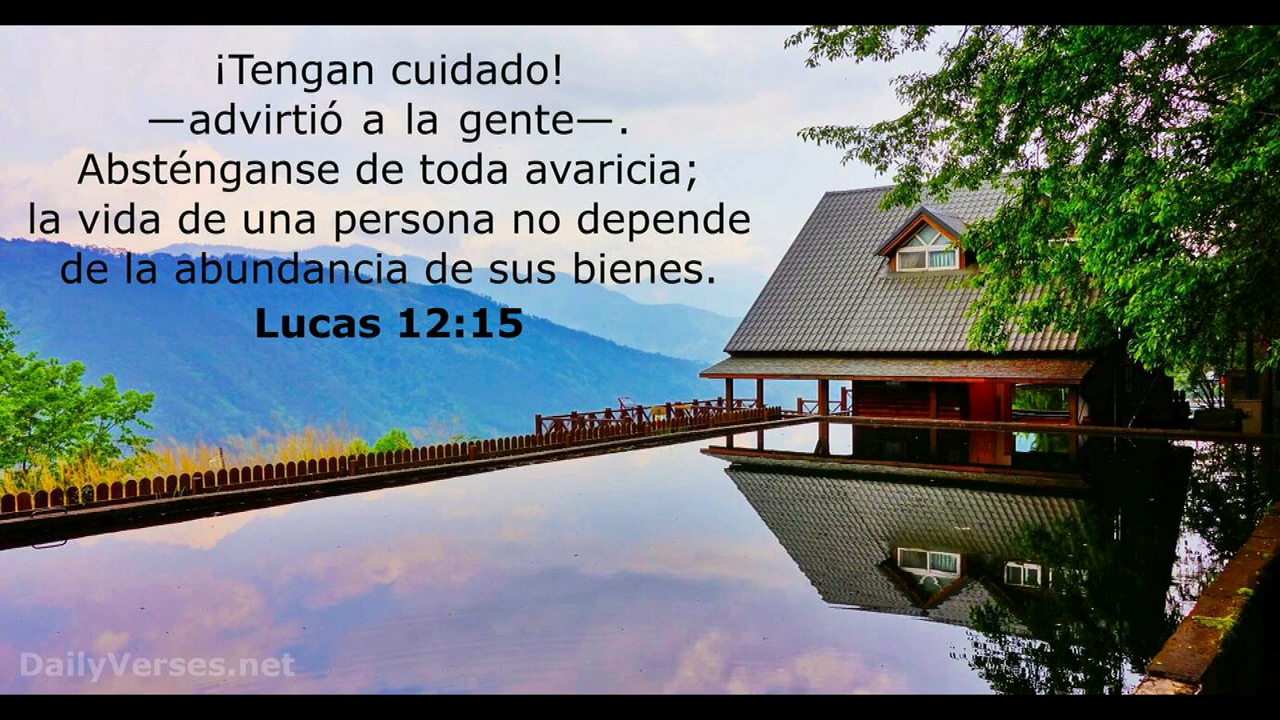 ¡Tengan cuidado!
—advirtió a la gente—.
Absténganse de toda avaricia;
la vida de una persona no depende
de la abundancia de sus bienes.
Lucas 12:15
DailyVerses.net